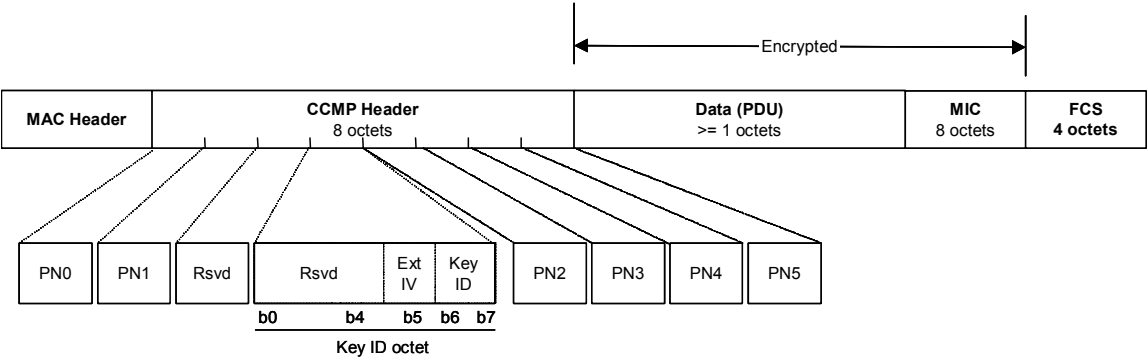 Encrypted
MAC Header
CCMP Header
8 octets
Data (PDU)
>= 1 octets
MIC
8 octets
FCS
4 octets
PN0
PN1
Rsvd
Rsvd
Ext
IV
Key
ID
PN2
PN3
PN4
PN5
b0
b4
b5
b6
b7
Key ID octet